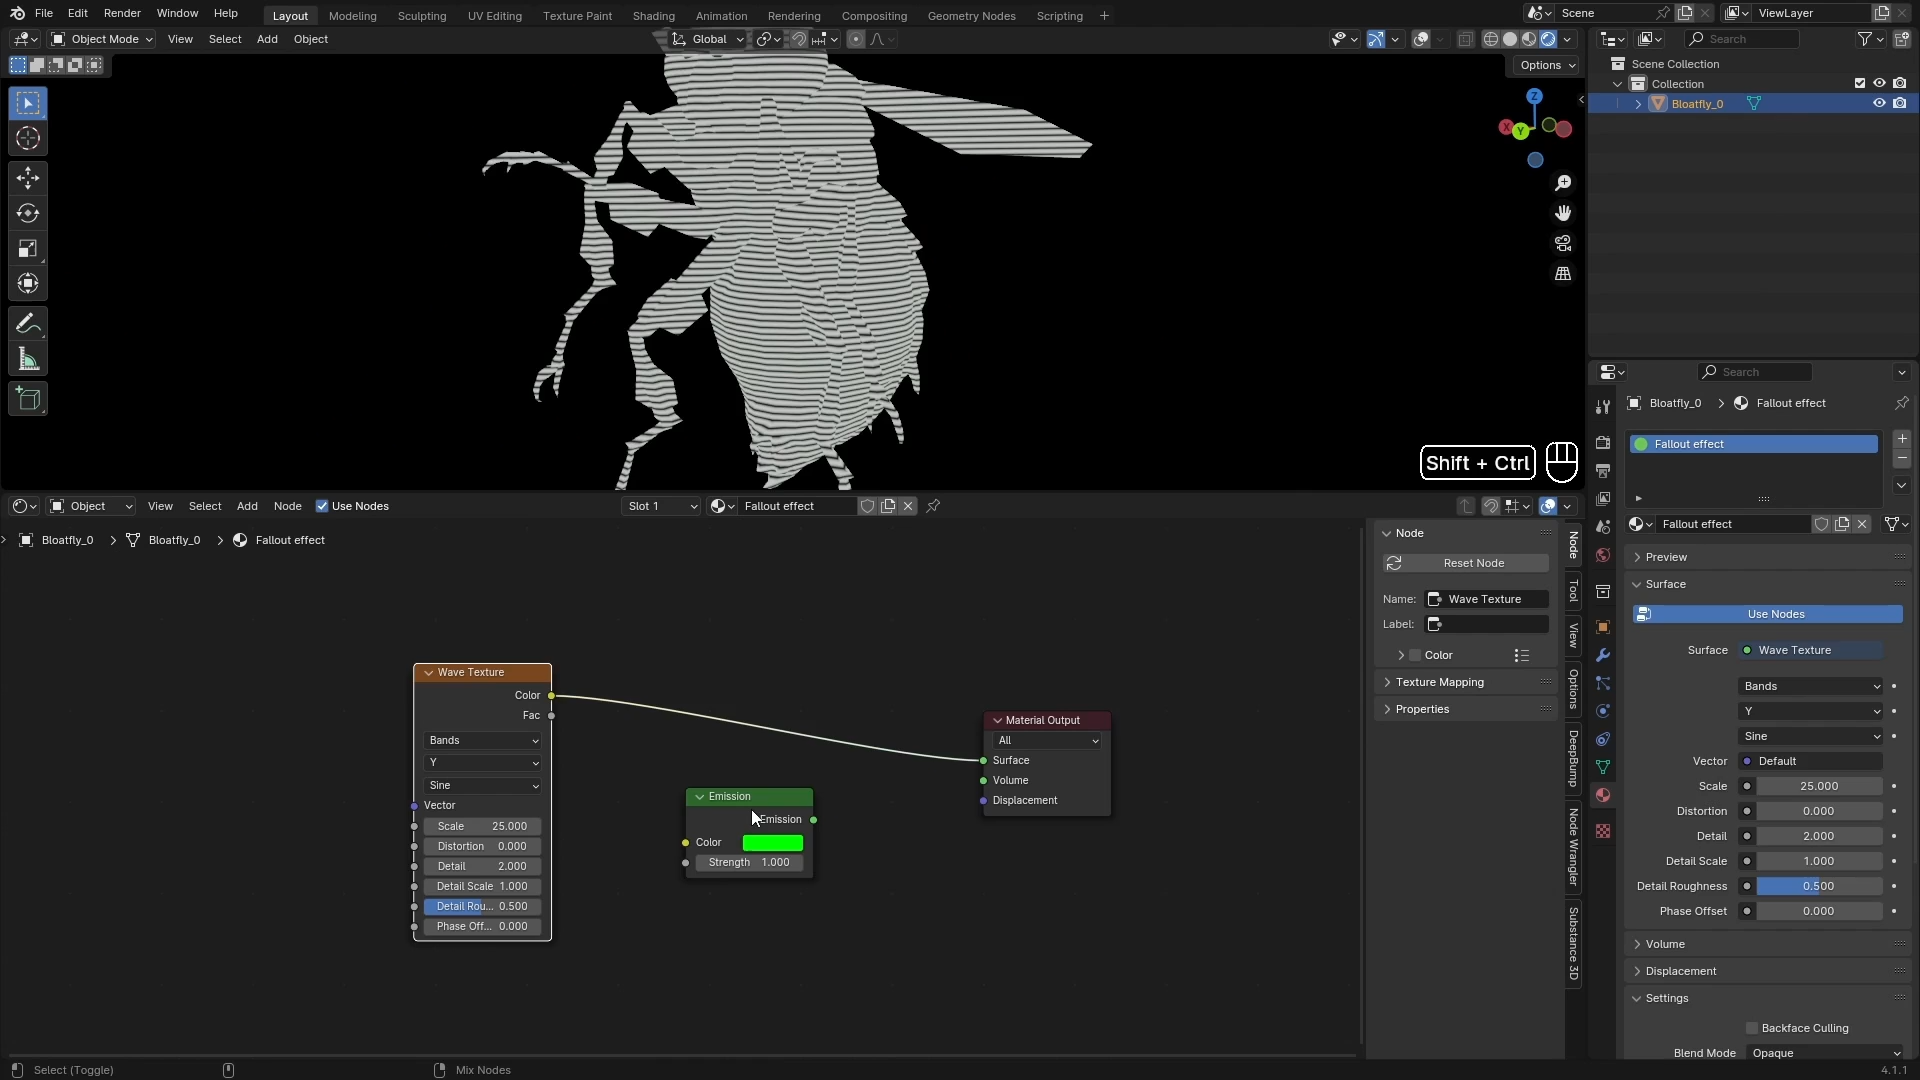 File Edit Render Window Help Layout Modeling Sculpting UV Editing Texture Paint Shading Animation Rendering Compositing Geometry Nodes Scripting + Scene ViewLayer
Object Mode View Select Add Object Global Search
Options
Scene Collection
Collection
Bloatfly_0
Z
X
Y
Shift + Ctrl
Object View Select Add Node Use Nodes Slot 1 Fallout effect
Bloatfly_0 > Bloatfly_0 > Fallout effect
Wave Texture
Color
Fac
Bands
Y
Sine
Vector
Scale 25.000
Distortion 0.000
Detail 2.000
Detail Scale 1.000
Detail Rou... 0.500
Phase Off... 0.000
Emission
Emission
Color
Strength 1.000
Material Output
All
Surface
Volume
Displacement
Node
Reset Node
Name: Wave Texture
Label:
Color
Texture Mapping
Properties
Node
Tool
View
Options
DeepBump
Node Wrangler
Substance 3D
Search
Bloatfly_0 > Fallout effect
Fallout effect
Fallout effect
Preview
Surface
Use Nodes
Surface Wave Texture
Bands
Y
Sine
Vector Default
Scale 25.000
Distortion 0.000
Detail 2.000
Detail Scale 1.000
Detail Roughness 0.500
Phase Offset 0.000
Volume
Displacement
Settings
Backface Culling
Blend Mode Opaque
Select (Toggle) Mix Nodes 4.1.1